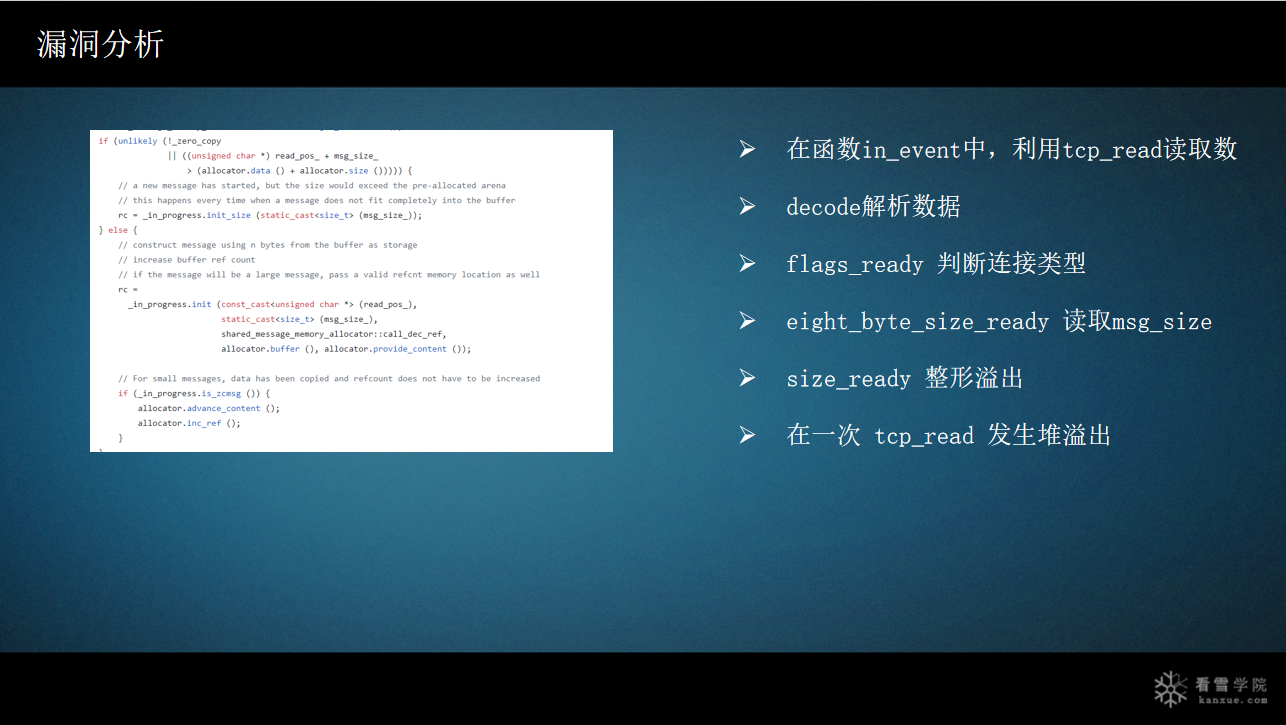 漏洞分析
if (unlikely (!_zero_copy
|| ((unsigned char *) read_pos_ + msg_size_
> (allocator.data () + allocator.size ())))) {
// a new message has started, but the size would exceed the pre-allocated arena
// this happens every time when a message does not fit completely into the buffer
rc = _in_progress.init_size (static_cast<size_t> (msg_size_));
} else {
// construct message using n bytes from the buffer as storage
// increase buffer ref count
// if the message will be a large message, pass a valid refcnt memory location as well
rc =
_in_progress.init (const_cast<unsigned char *> (read_pos_),
static_cast<size_t> (msg_size_),
shared_message_memory_allocator::call_dec_ref,
allocator.buffer (), allocator.provide_content ());
// For small messages, data has been copied and refcount does not have to be increased
if (_in_progress.is_zcmsg ()) {
allocator.advance_content ();
allocator.inc_ref ();
}
➢ 在函数in_event中，利用tcp_read读取数
➢ decode解析数据
➢ flags_ready 判断连接类型
➢ eight_byte_size_ready 读取msg_size
➢ size_ready 整形溢出
➢ 在一次 tcp_read 发生堆溢出
看雪学院
kanxue.com